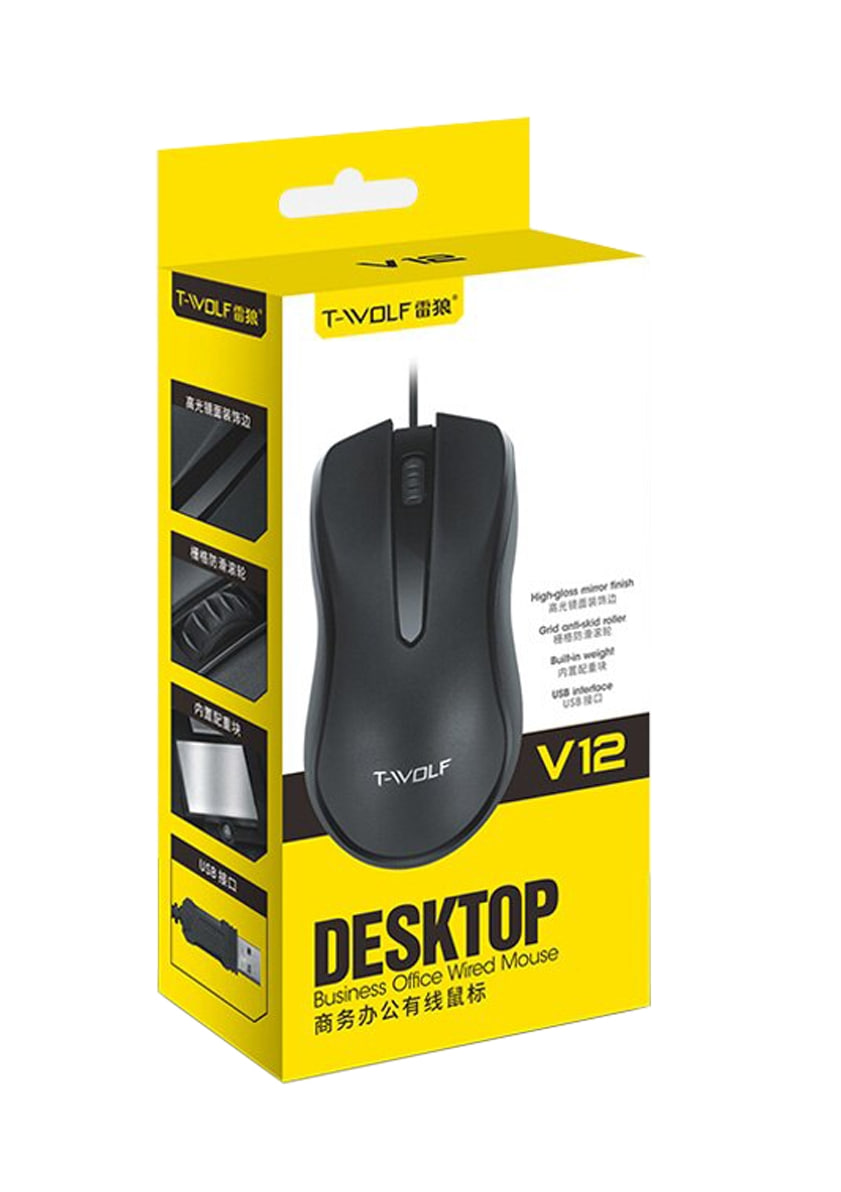 V12
T-WOLF雷狼®
T-WOLF雷狼®
高光镜面装饰边
栅格防滑滚轮
内置配重块
USB接口
High-gloss mirror finish
高光镜面装饰边
Grid anti-skid roller
栅格防滑滚轮
Built-in weight
内置配重块
USB interface
USB接口
T-WOLF
V12
DESKTOP
Business Office Wired Mouse
商务办公有线鼠标